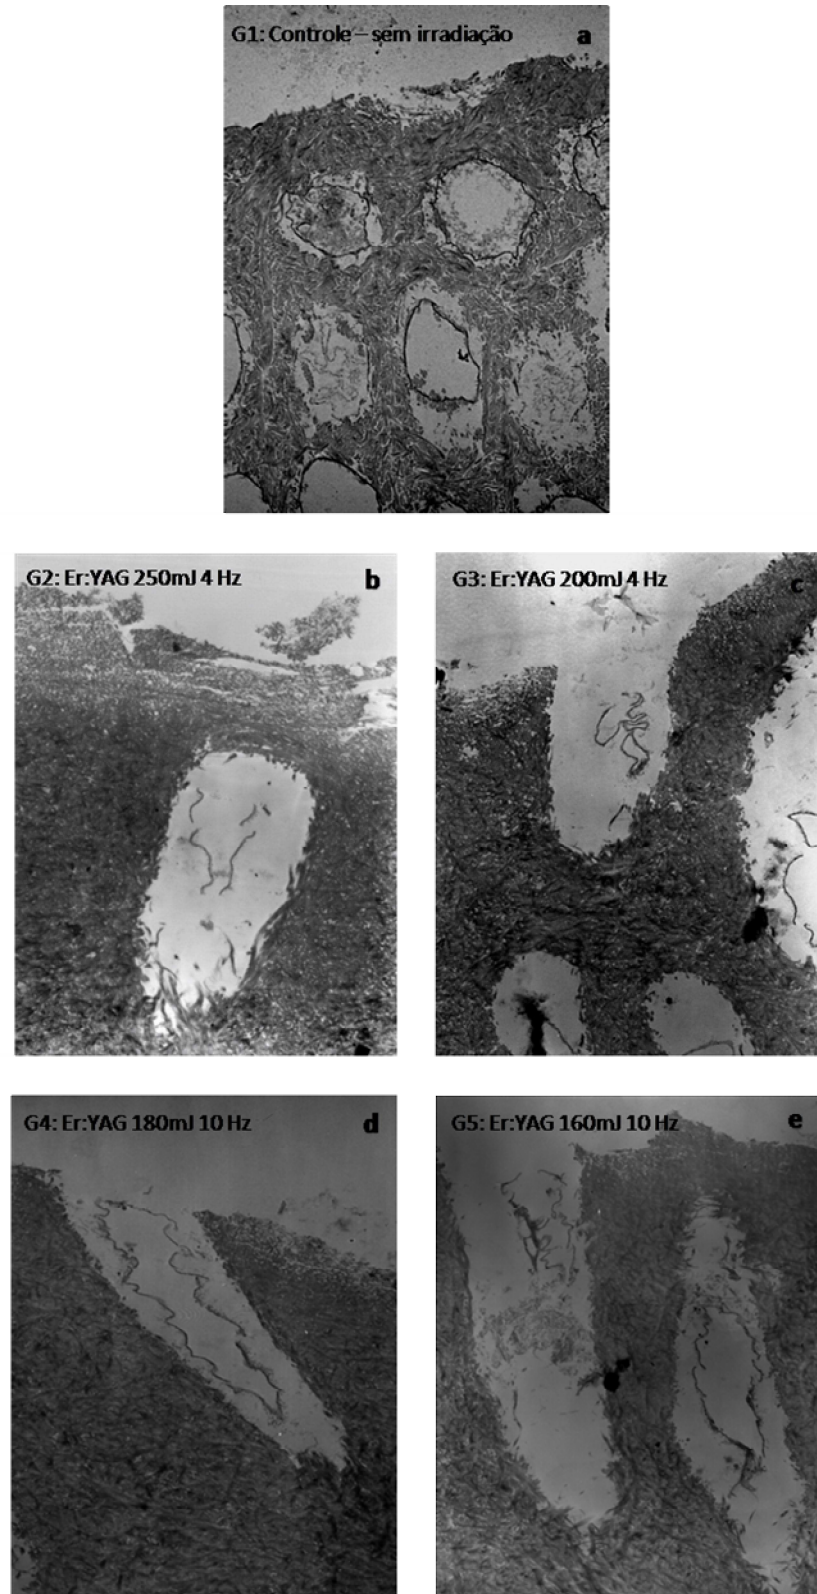 G1: Controle – sem irradiação a
G2: Er:YAG 250mJ 4 Hz b
G3: Er:YAG 200mJ 4 Hz c
G4: Er:YAG 180mJ 10 Hz d
G5: Er:YAG 160mJ 10 Hz e